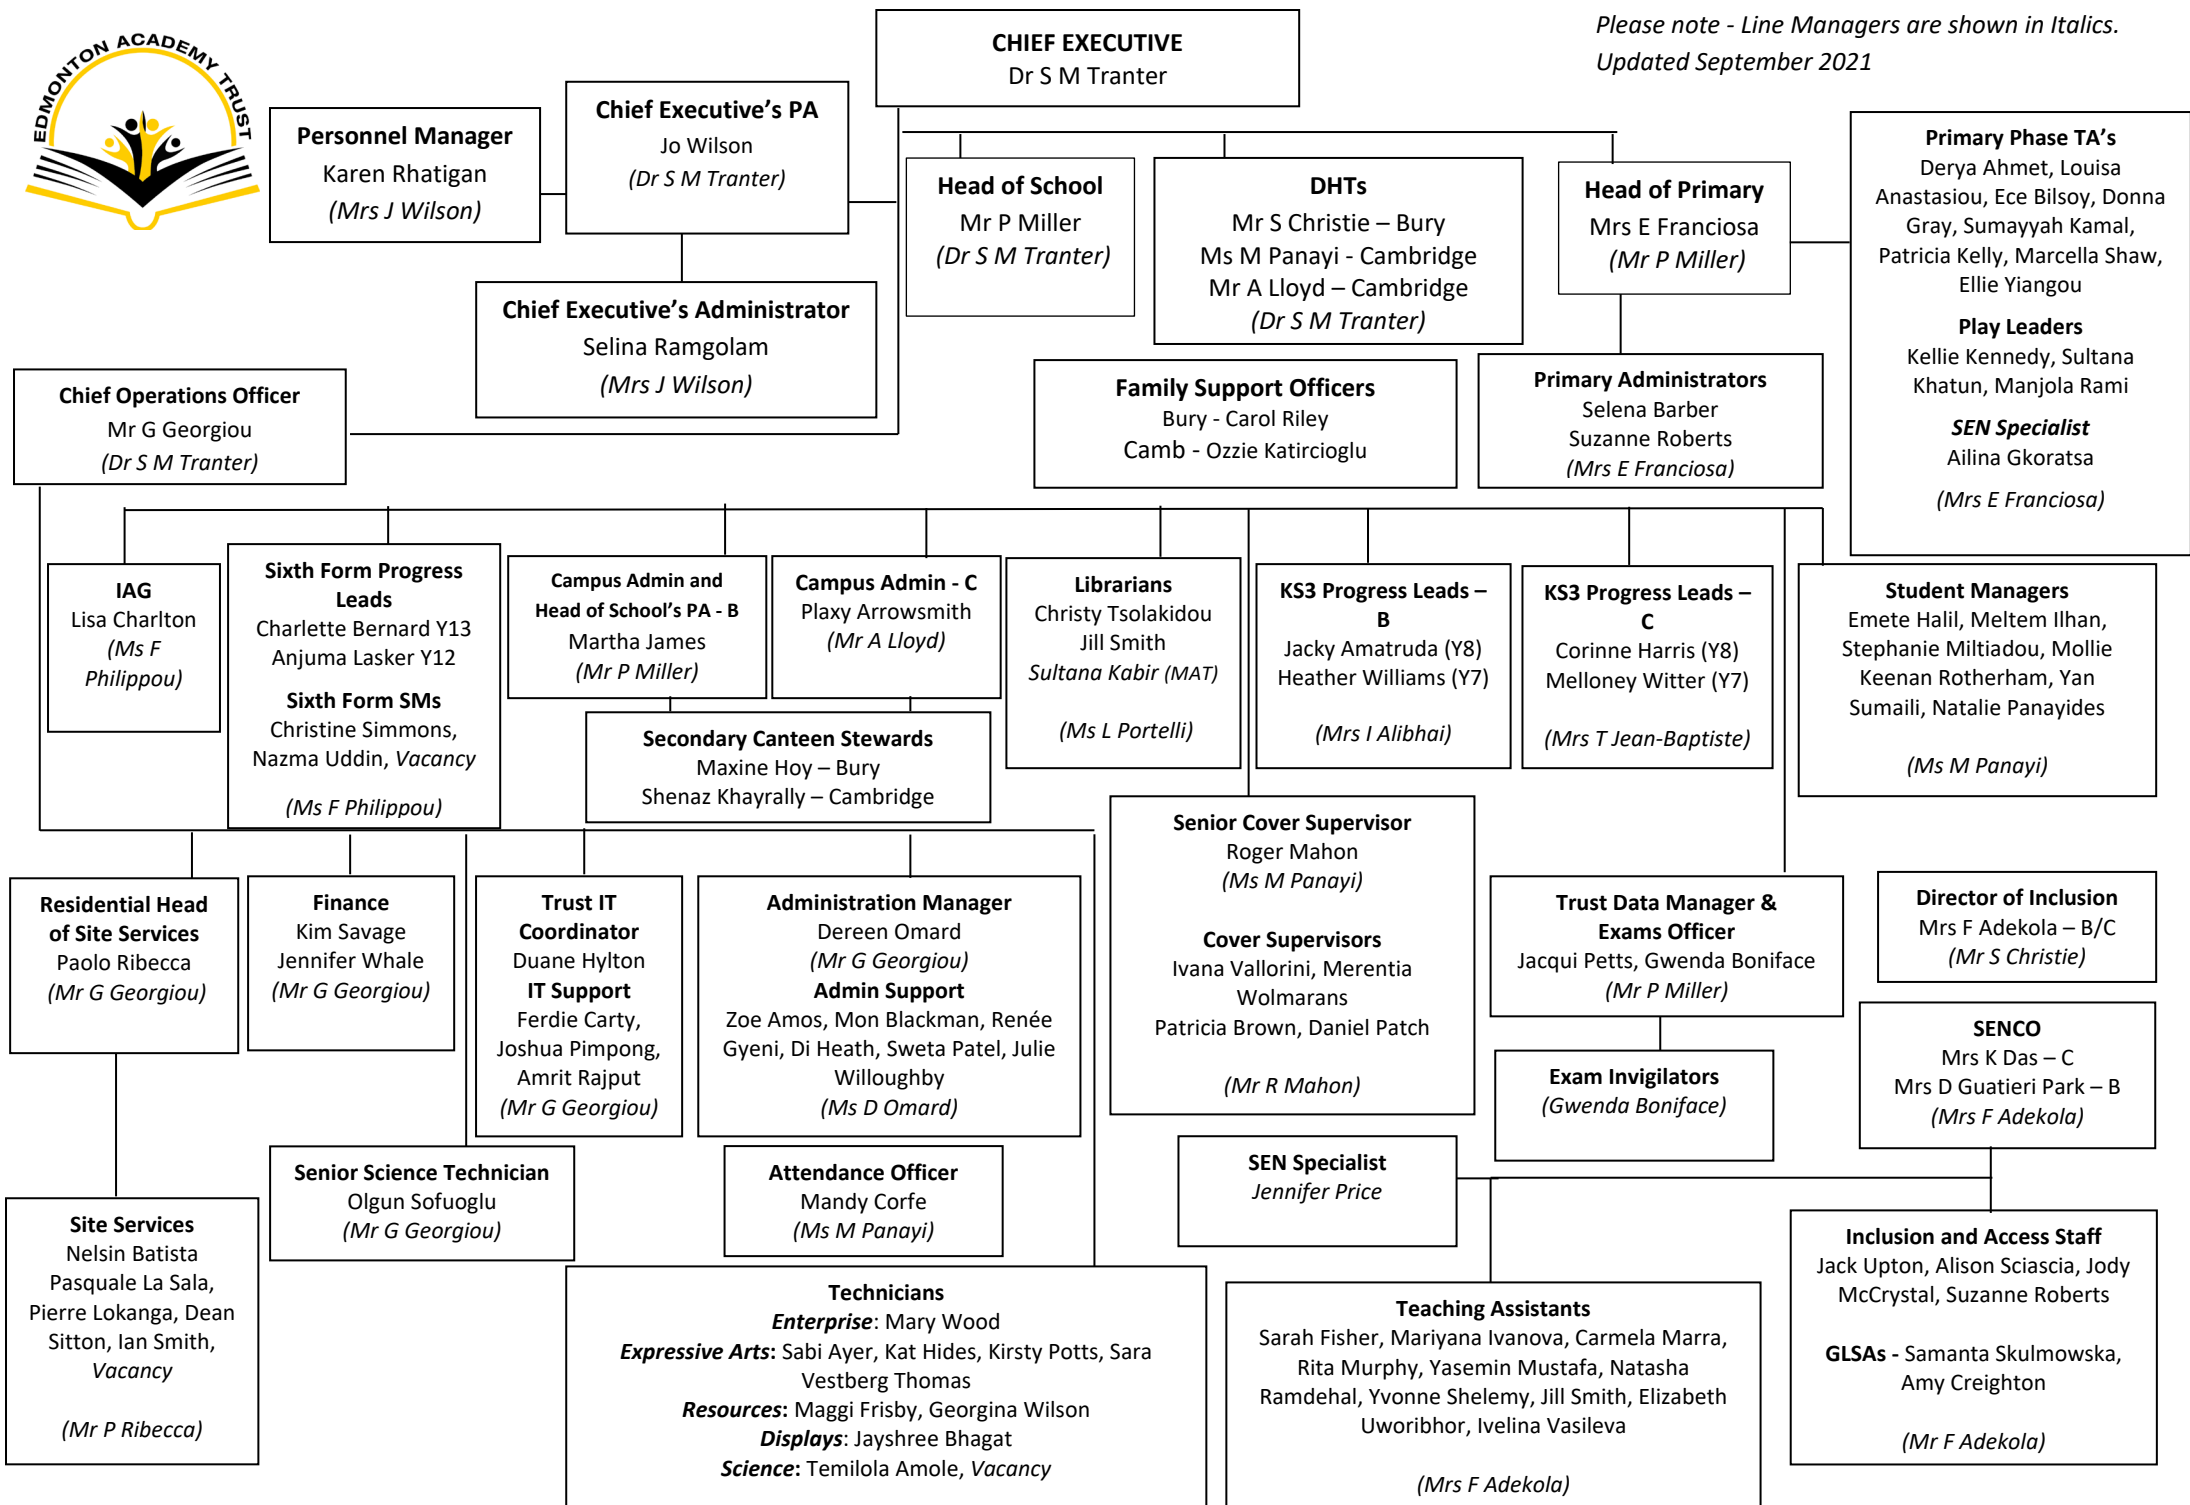 EDMONTON ACADEMY TRUST
Please note - Line Managers are shown in Italics.
Updated September 2021
CHIEF EXECUTIVE
Dr S M Tranter
Chief Executive's PA
Jo Wilson
(Dr S M Tranter)
Personnel Manager
Karen Rhatigan
(Mrs J Wilson)
Head of School
Mr P Miller
(Dr S M Tranter)
DHTs
Mr S Christie – Bury
Ms M Panayi - Cambridge
Mr A Lloyd – Cambridge
(Dr S M Tranter)
Head of Primary
Mrs E Franciosa
(Mr P Miller)
Primary Phase TA's
Derya Ahmet, Louisa
Anastasiou, Ece Bilsoy, Donna
Gray, Sumayyah Kamal,
Patricia Kelly, Marcella Shaw,
Ellie Yiangou
Play Leaders
Kellie Kennedy, Sultana
Khatun, Manjola Rami
SEN Specialist
Ailina Gkoratsa
(Mrs E Franciosa)
Chief Executive's Administrator
Selina Ramgolam
(Mrs J Wilson)
Chief Operations Officer
Mr G Georgiou
(Dr S M Tranter)
Family Support Officers
Bury - Carol Riley
Camb - Ozzie Katircioglu
Primary Administrators
Selena Barber
Suzanne Roberts
(Mrs E Franciosa)
IAG
Lisa Charlton
(Ms F
Philippou)
Sixth Form Progress
Leads
Charlette Bernard Y13
Anjuma Lasker Y12
Sixth Form SMs
Christine Simmons,
Nazma Uddin, Vacancy
(Ms F Philippou)
Campus Admin and
Head of School's PA - B
Martha James
(Mr P Miller)
Campus Admin - C
Plaxy Arrowsmith
(Mr A Lloyd)
Secondary Canteen Stewards
Maxine Hoy – Bury
Shenaz Khayrally – Cambridge
Librarians
Christy Tsolakidou
Jill Smith
Sultana Kabir (MAT)
(Ms L Portelli)
KS3 Progress Leads –
B
Jacky Amatruda (Y8)
Heather Williams (Y7)
(Mrs I Alibhai)
KS3 Progress Leads –
C
Corinne Harris (Y8)
Melloney Witter (Y7)
(Mrs T Jean-Baptiste)
Student Managers
Emete Halil, Meltem Ilhan,
Stephanie Miltiadou, Mollie
Keenan Rotherham, Yan
Sumaili, Natalie Panayides
(Ms M Panayi)
Residential Head
of Site Services
Paolo Ribecca
(Mr G Georgiou)
Finance
Kim Savage
Jennifer Whale
(Mr G Georgiou)
Trust IT
Coordinator
Duane Hylton
IT Support
Ferdie Carty,
Joshua Pimpong,
Amrit Rajput
(Mr G Georgiou)
Administration Manager
Dereen Omard
(Mr G Georgiou)
Admin Support
Zoe Amos, Mon Blackman, Renée
Gyeni, Di Heath, Sweta Patel, Julie
Willoughby
(Ms D Omard)
Senior Cover Supervisor
Roger Mahon
(Ms M Panayi)
Cover Supervisors
Ivana Vallorini, Merentia
Wolmarans
Patricia Brown, Daniel Patch
(Mr R Mahon)
Trust Data Manager &
Exams Officer
Jacqui Petts, Gwenda Boniface
(Mr P Miller)
Exam Invigilators
(Gwenda Boniface)
Director of Inclusion
Mrs F Adekola – B/C
(Mr S Christie)
SENCO
Mrs K Das – C
Mrs D Guatieri Park – B
(Mrs F Adekola)
Senior Science Technician
Olgun Sofuoglu
(Mr G Georgiou)
Attendance Officer
Mandy Corfe
(Ms M Panayi)
SEN Specialist
Jennifer Price
Site Services
Nelsin Batista
Pasquale La Sala,
Pierre Lokanga, Dean
Sitton, Ian Smith,
Vacancy
(Mr P Ribecca)
Technicians
Enterprise: Mary Wood
Expressive Arts: Sabi Ayer, Kat Hides, Kirsty Potts, Sara
Vestberg Thomas
Resources: Maggi Frisby, Georgina Wilson
Displays: Jayshree Bhagat
Science: Temilola Amole, Vacancy
Teaching Assistants
Sarah Fisher, Mariyana Ivanova, Carmela Marra,
Rita Murphy, Yasemin Mustafa, Natasha
Ramdehal, Yvonne Shelemy, Jill Smith, Elizabeth
Uworibhor, Ivelina Vasileva
(Mrs F Adekola)
Inclusion and Access Staff
Jack Upton, Alison Sciascia, Jody
McCrystal, Suzanne Roberts
GLSAs - Samanta Skulmowska,
Amy Creighton
(Mr F Adekola)